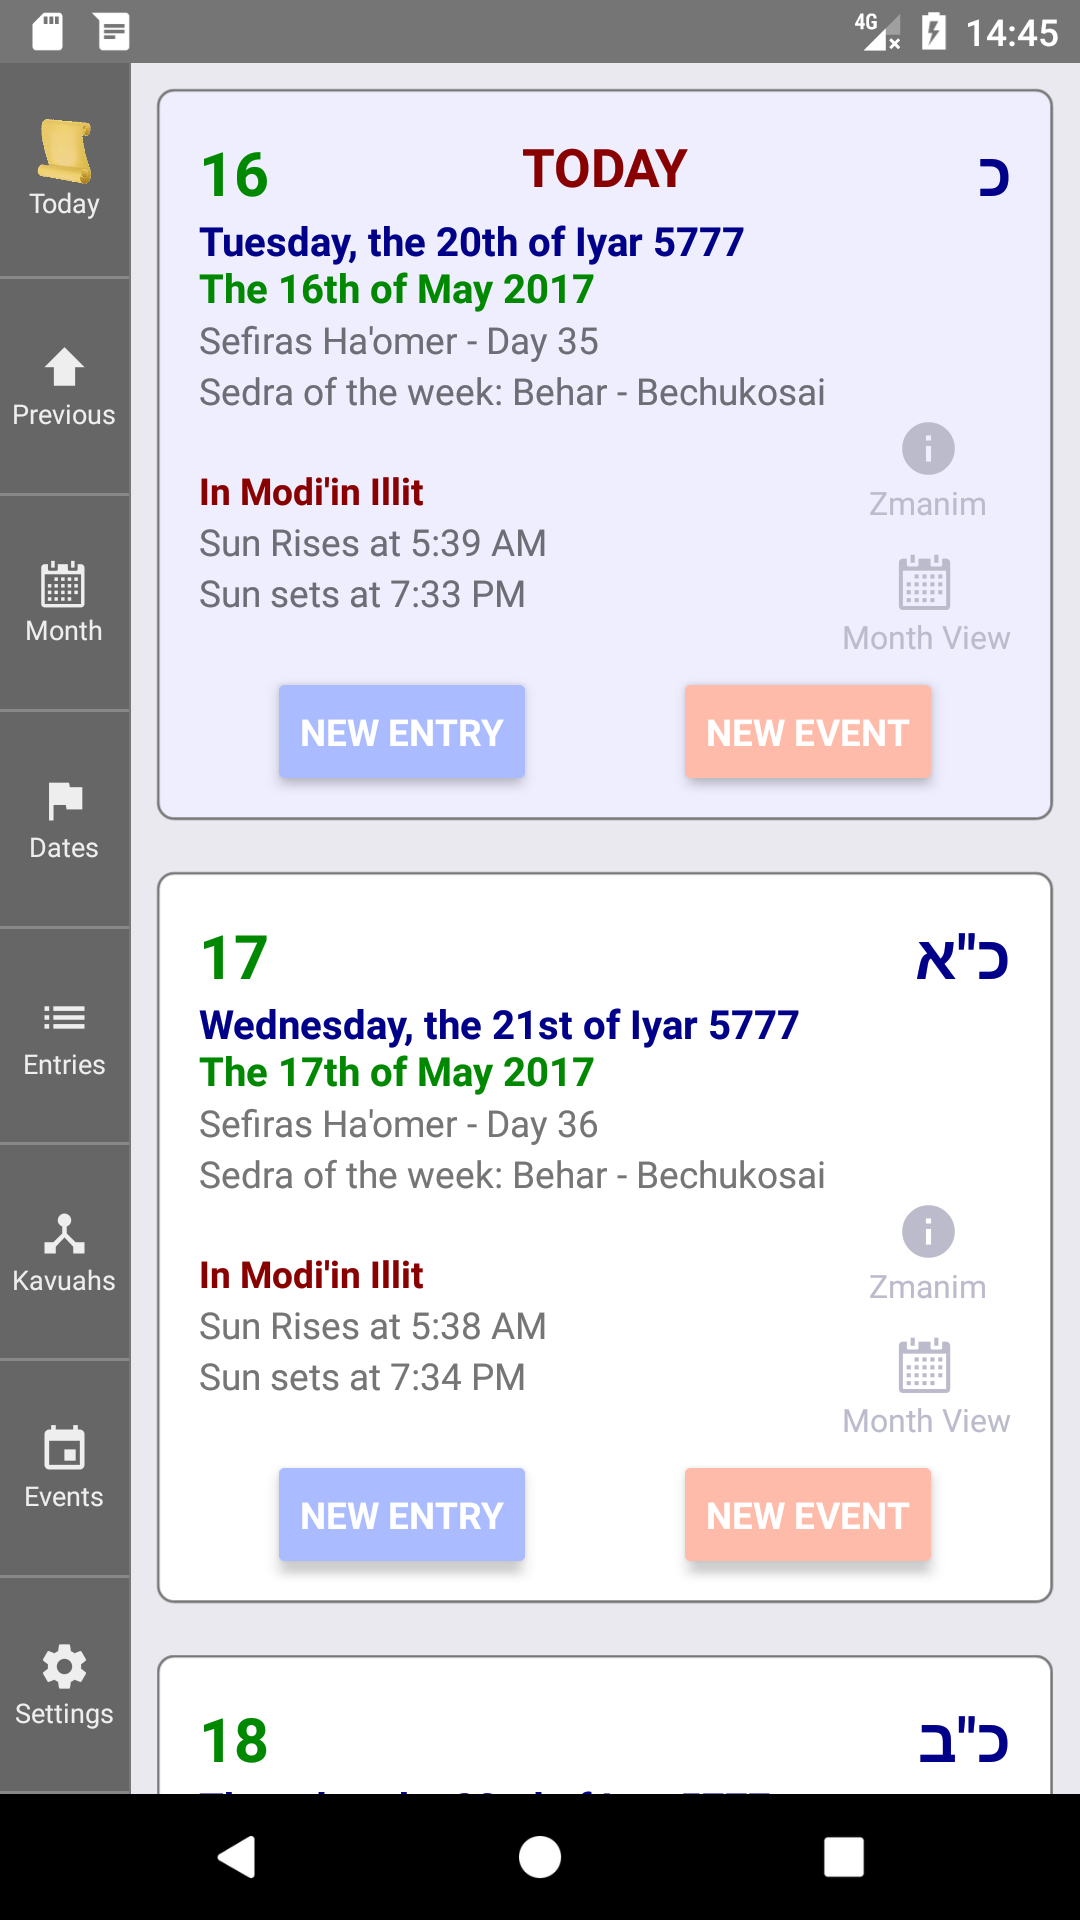 4G 14:45
Today
Previous
Month
Dates
Entries
Kavuahs
Events
Settings
16 TODAY כ
Tuesday, the 20th of Iyar 5777
The 16th of May 2017
Sefiras Ha'omer - Day 35
Sedra of the week: Behar - Bechukosai
Zmanim
In Modi'in Illit
Sun Rises at 5:39 AM
Sun sets at 7:33 PM
Month View
NEW ENTRY NEW EVENT
17 כ"א
Wednesday, the 21st of Iyar 5777
The 17th of May 2017
Sefiras Ha'omer - Day 36
Sedra of the week: Behar - Bechukosai
Zmanim
In Modi'in Illit
Sun Rises at 5:38 AM
Sun sets at 7:34 PM
Month View
NEW ENTRY NEW EVENT
18 כ"ב